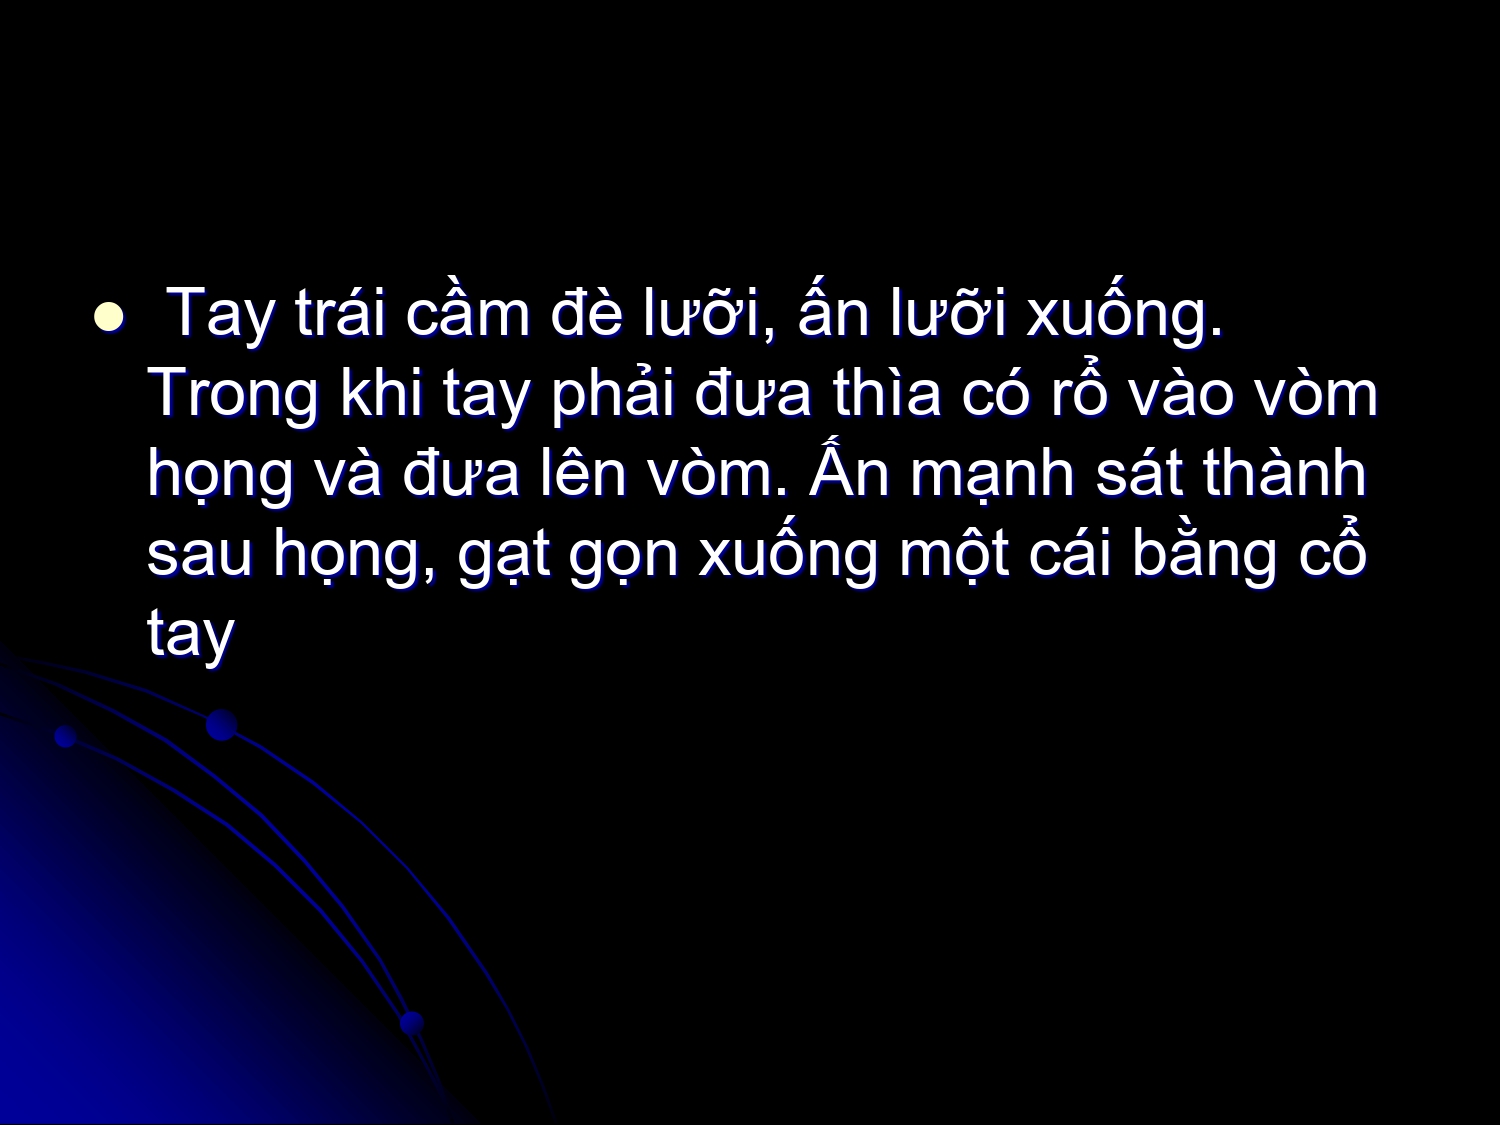 Tay trái cầm đè lưỡi, ấn lưỡi xuống.
Trong khi tay phải đưa thìa có rổ vào vòm
họng và đưa lên vòm. Ấn mạnh sát thành
sau họng, gạt gọn xuống một cái bằng cổ
tay